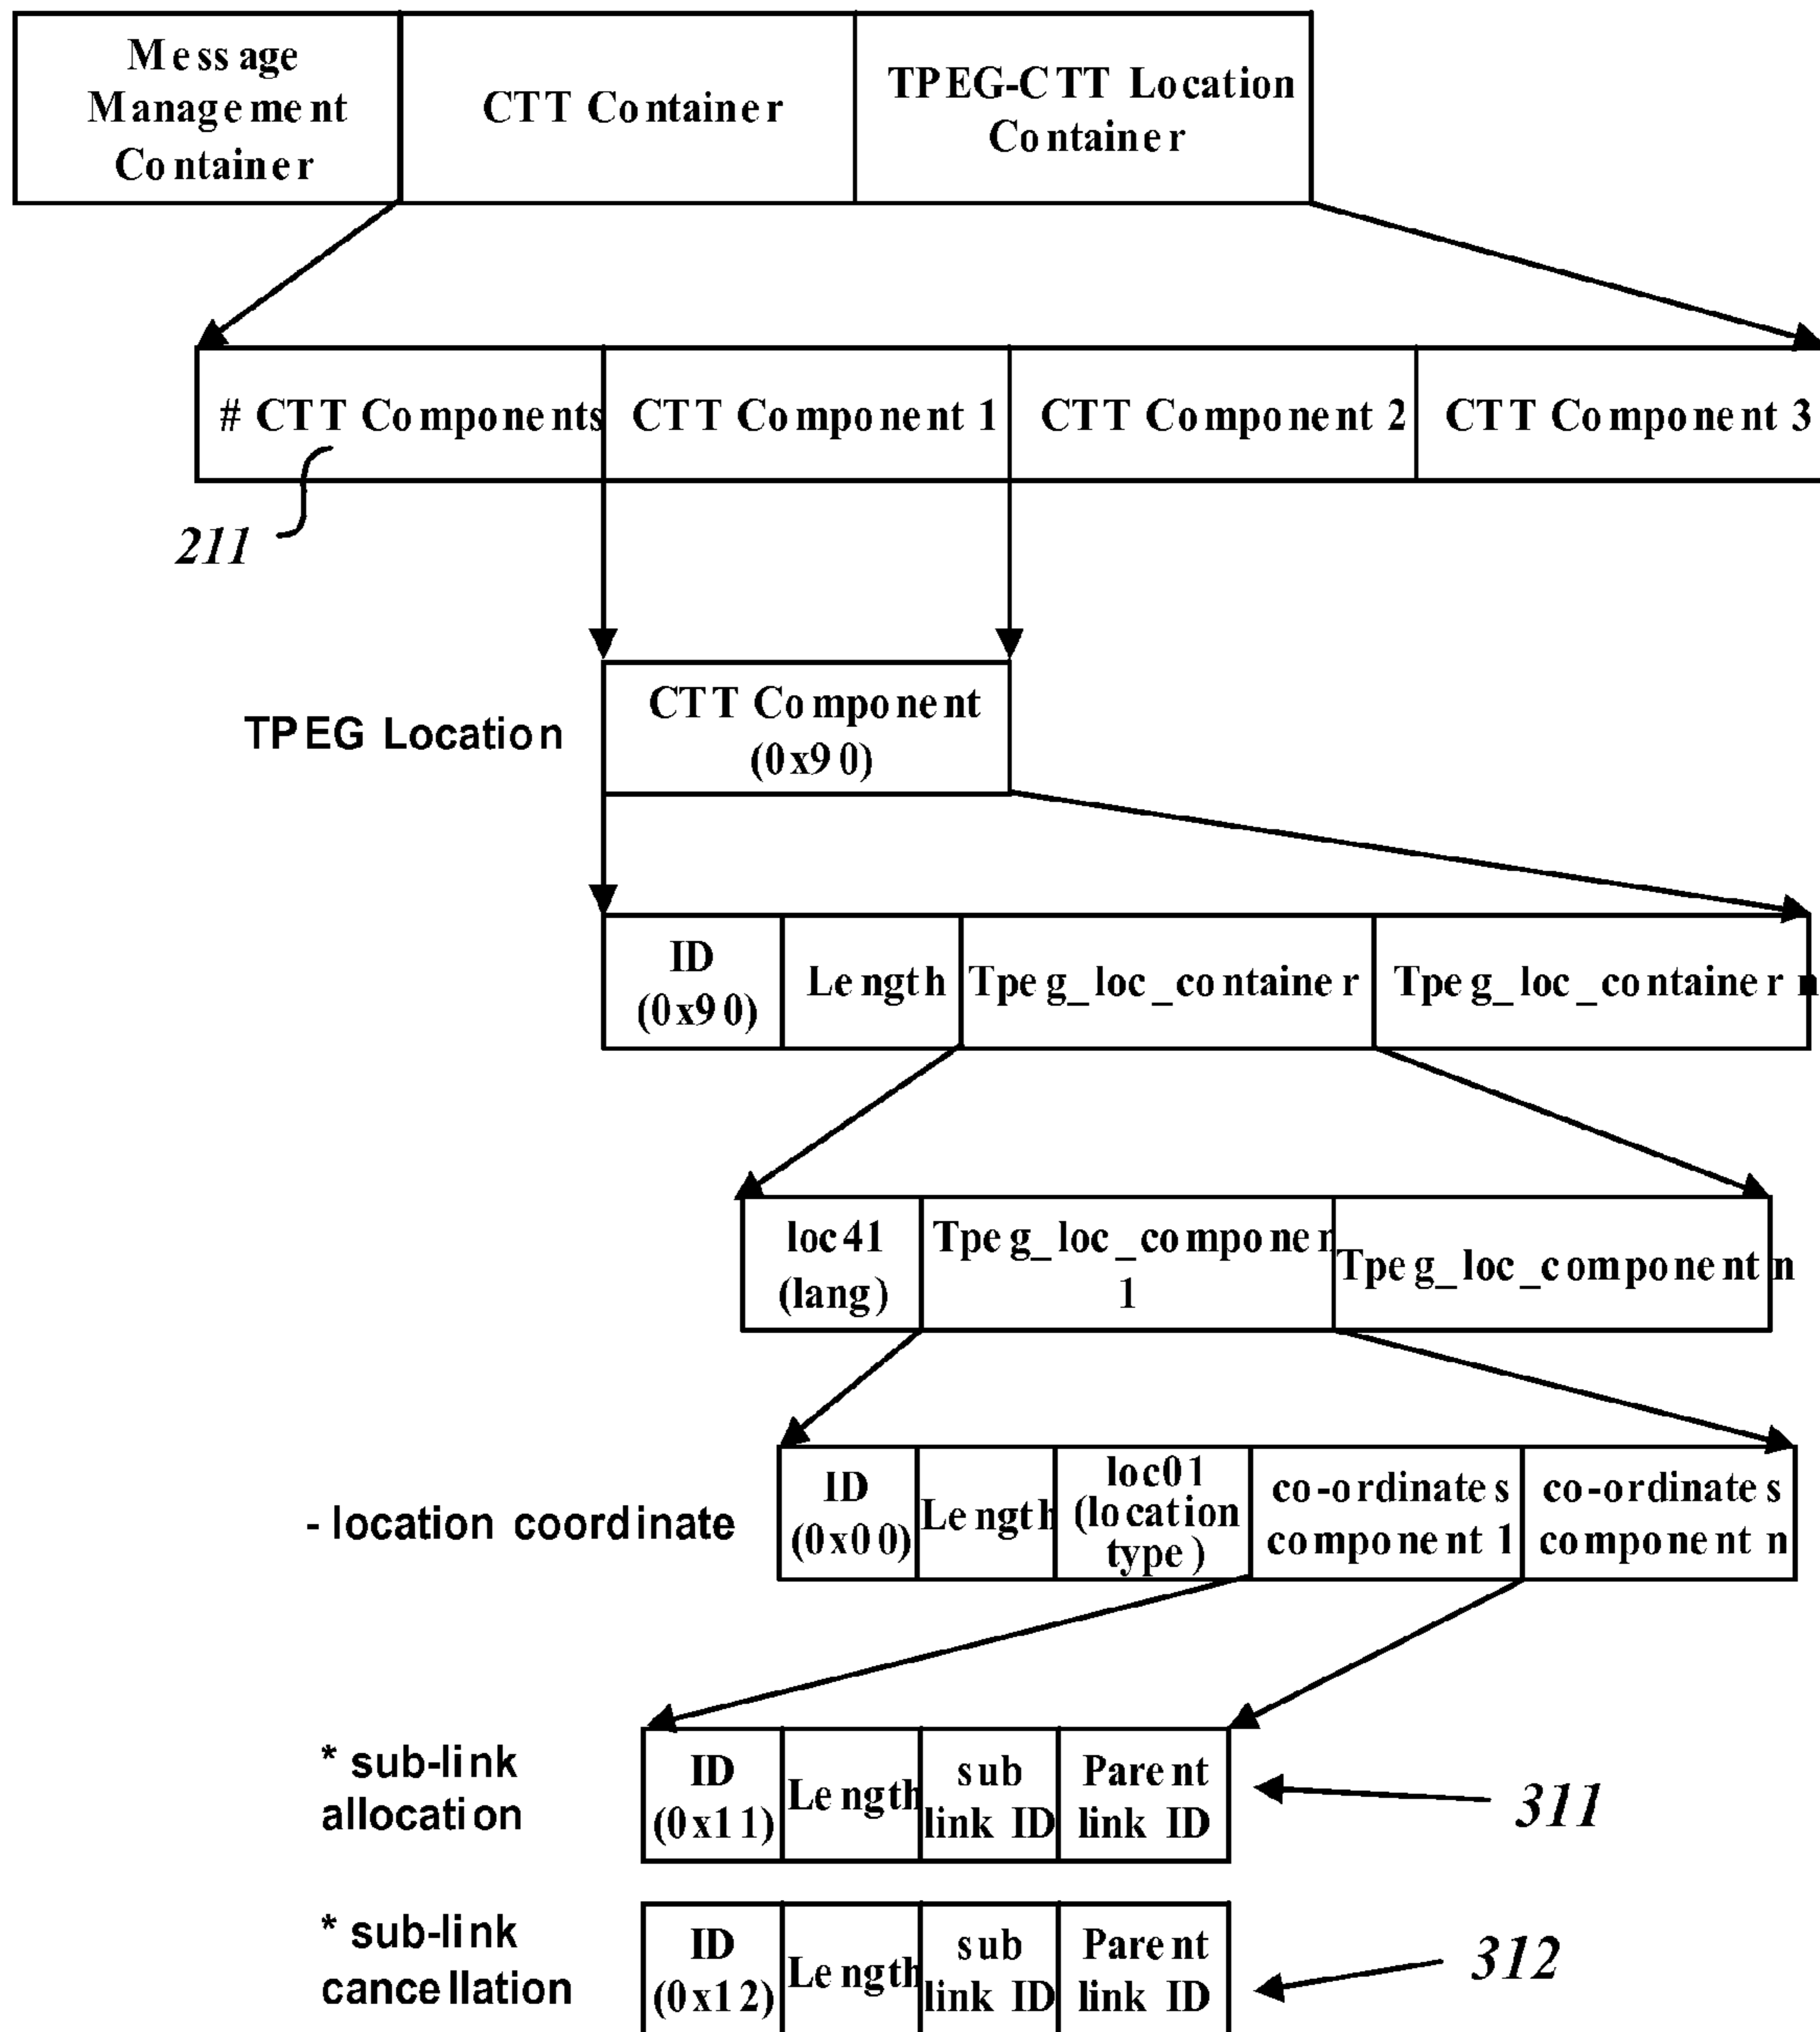 Message
Management
Container
CTT Container
TPEG-CTT Location
Container
# CTT Components
CTT Component 1
CTT Component 2
CTT Component 3
211
TPEG Location
CTT Component
(0x90)
ID
(0x90)
Length
Tpeg_loc_container
Tpeg_loc_container n
loc41
(lang)
Tpeg_loc_componen
1
Tpeg_loc_component n
- location coordinate
ID
(0x00)
Length
loc01
(location
type)
co-ordinates
component 1
co-ordinates
component n
* sub-link
allocation
ID
(0x11)
Length
sub
link ID
Parent
link ID
311
* sub-link
cancellation
ID
(0x12)
Length
sub
link ID
Parent
link ID
312